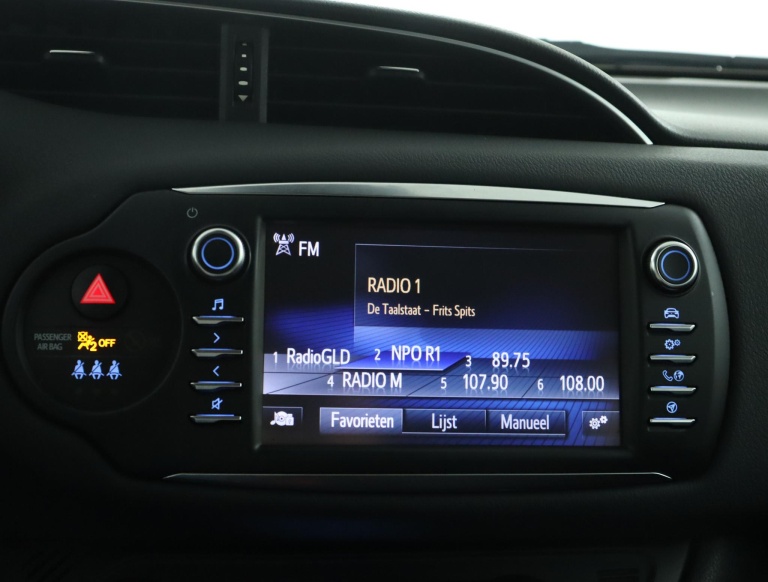 FM
RADIO 1
De Taalstaat - Frits Spits
1 RadioGLD 2 NPO R1 3 89.75
4 RADIO M 5 107.90 6 108.00
Favorieten Lijst Manueel
PASSENGER
AIR BAG
2 OFF